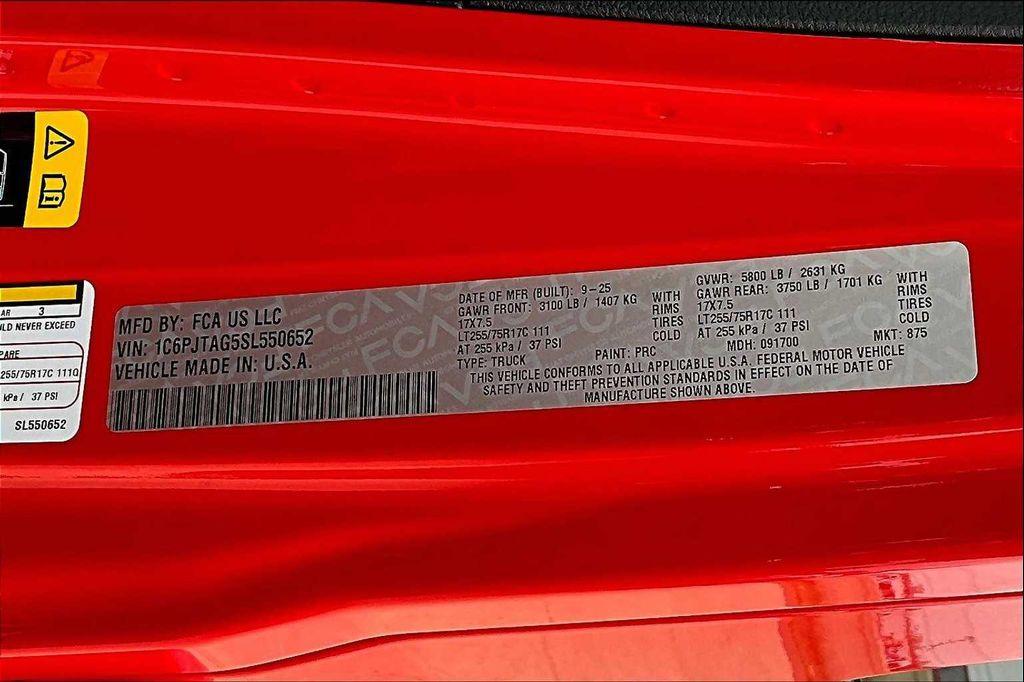 AR 3
LD NEVER EXCEED
PARE
255/75R17C 111Q
kPa / 37 PSI
SL550652
MFD BY: FCA US LLC
VIN: 1C6PJTAG5SL550652
VEHICLE MADE IN: U.S.A.
DATE OF MFR (BUILT): 9-25
GAWR FRONT: 3100 LB / 1407 KG WITH
17X7.5 RIMS
LT255/75R17C 111 TIRES
AT 255 kPa / 37 PSI COLD
TYPE: TRUCK
GVWR: 5800 LB / 2631 KG
GAWR REAR: 3750 LB / 1701 KG WITH
17X7.5 RIMS
LT255/75R17C 111 TIRES
AT 255 kPa / 37 PSI COLD
PAINT: PRC MDH: 091700 MKT: 875
THIS VEHICLE CONFORMS TO ALL APPLICABLE U.S.A. FEDERAL MOTOR VEHICLE
SAFETY AND THEFT PREVENTION STANDARDS IN EFFECT ON THE DATE OF
MANUFACTURE SHOWN ABOVE.